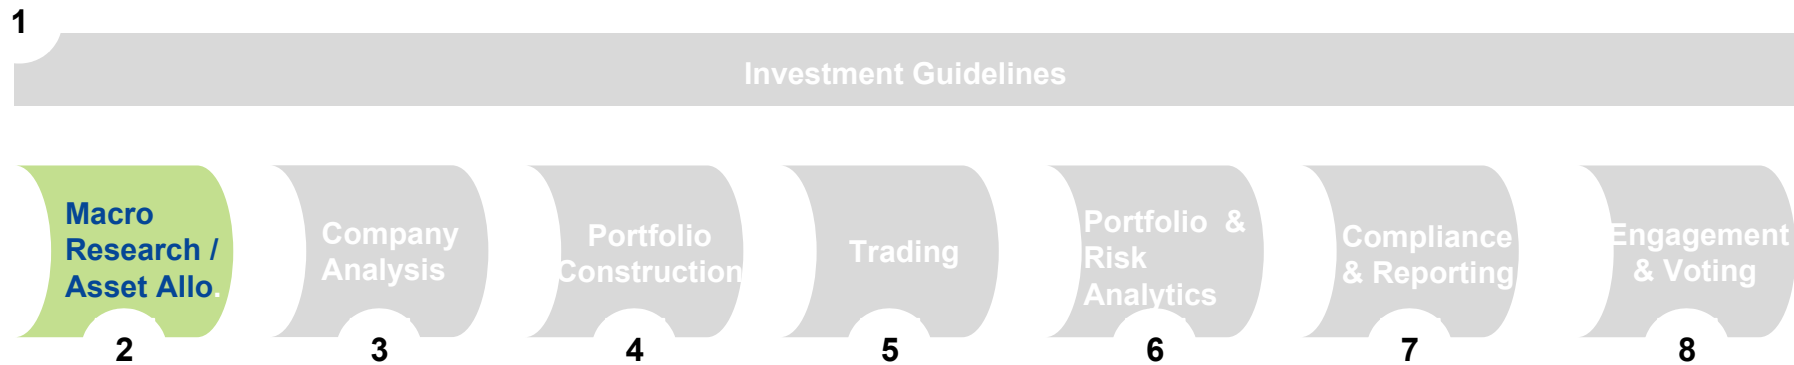 1
Investment Guidelines
Macro
Research /
Asset Allo.
2
Company
Analysis
3
Portfolio
Construction
4
Trading
5
Portfolio &
Risk
Analytics
6
Compliance
& Reporting
7
Engagement
& Voting
8